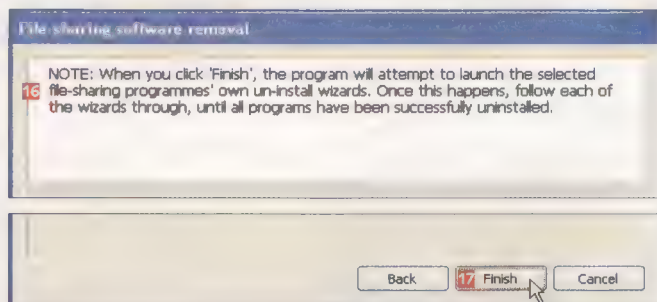 File-sharing software removal
NOTE: When you click 'Finish', the program will attempt to launch the selected
16 file-sharing programmes' own un-install wizards. Once this happens, follow each of
the wizards through, until all programs have been successfully uninstalled.
Back 17 Finish Cancel